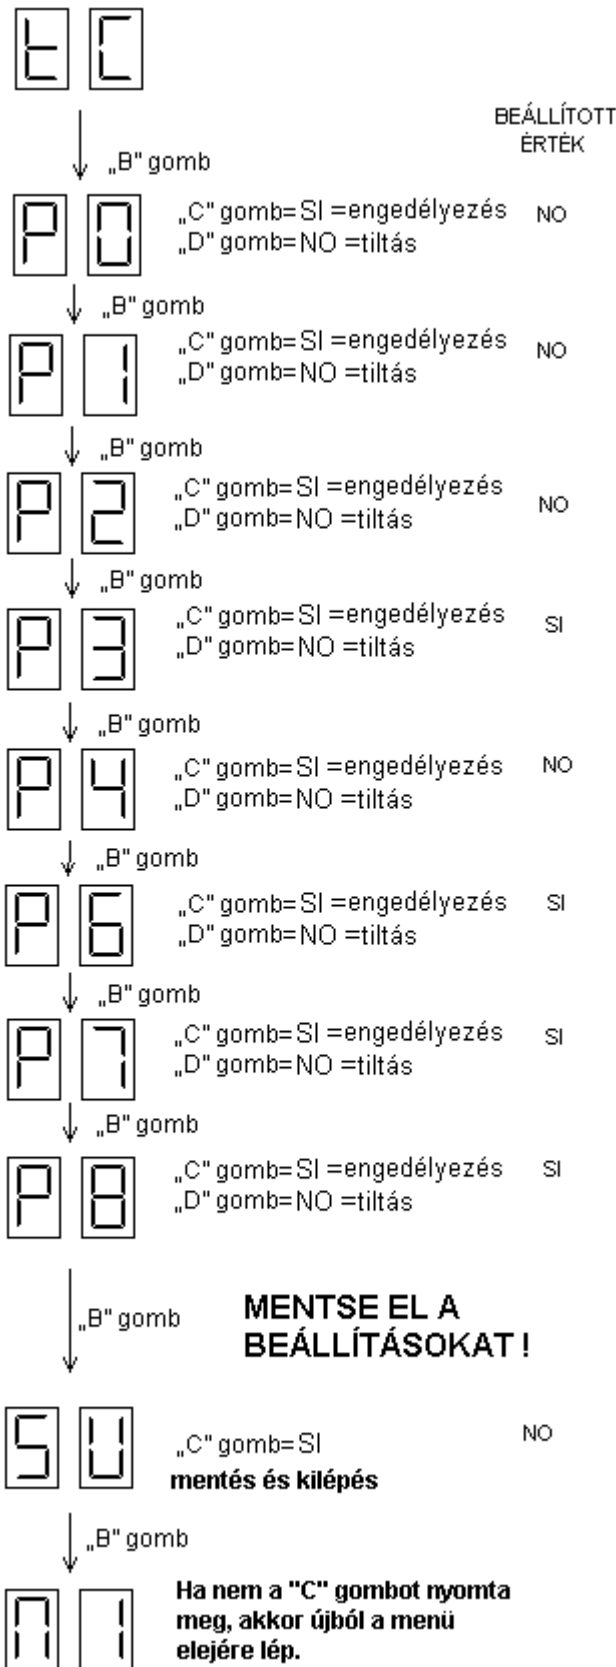 tC
BEÁLLÍTOTT
ÉRTÉK
„B" gomb
P0
„C" gomb=SI =engedélyezés NO
„D" gomb=NO =tiltás
„B" gomb
P1
„C" gomb=SI =engedélyezés NO
„D" gomb=NO =tiltás
„B" gomb
P2
„C" gomb=SI =engedélyezés NO
„D" gomb=NO =tiltás
„B" gomb
P3
„C" gomb=SI =engedélyezés SI
„D" gomb=NO =tiltás
„B" gomb
P4
„C" gomb=SI =engedélyezés NO
„D" gomb=NO =tiltás
„B" gomb
P6
„C" gomb=SI =engedélyezés SI
„D" gomb=NO =tiltás
„B" gomb
P7
„C" gomb=SI =engedélyezés SI
„D" gomb=NO =tiltás
„B" gomb
P8
„C" gomb=SI =engedélyezés SI
„D" gomb=NO =tiltás
„B" gomb
MENTSE EL A
BEÁLLÍTÁSOKAT !
SU
„C" gomb=SI NO
mentés és kilépés
„B" gomb
П1
Ha nem a "C" gombot nyomta
meg, akkor újból a menü
elejére lép.